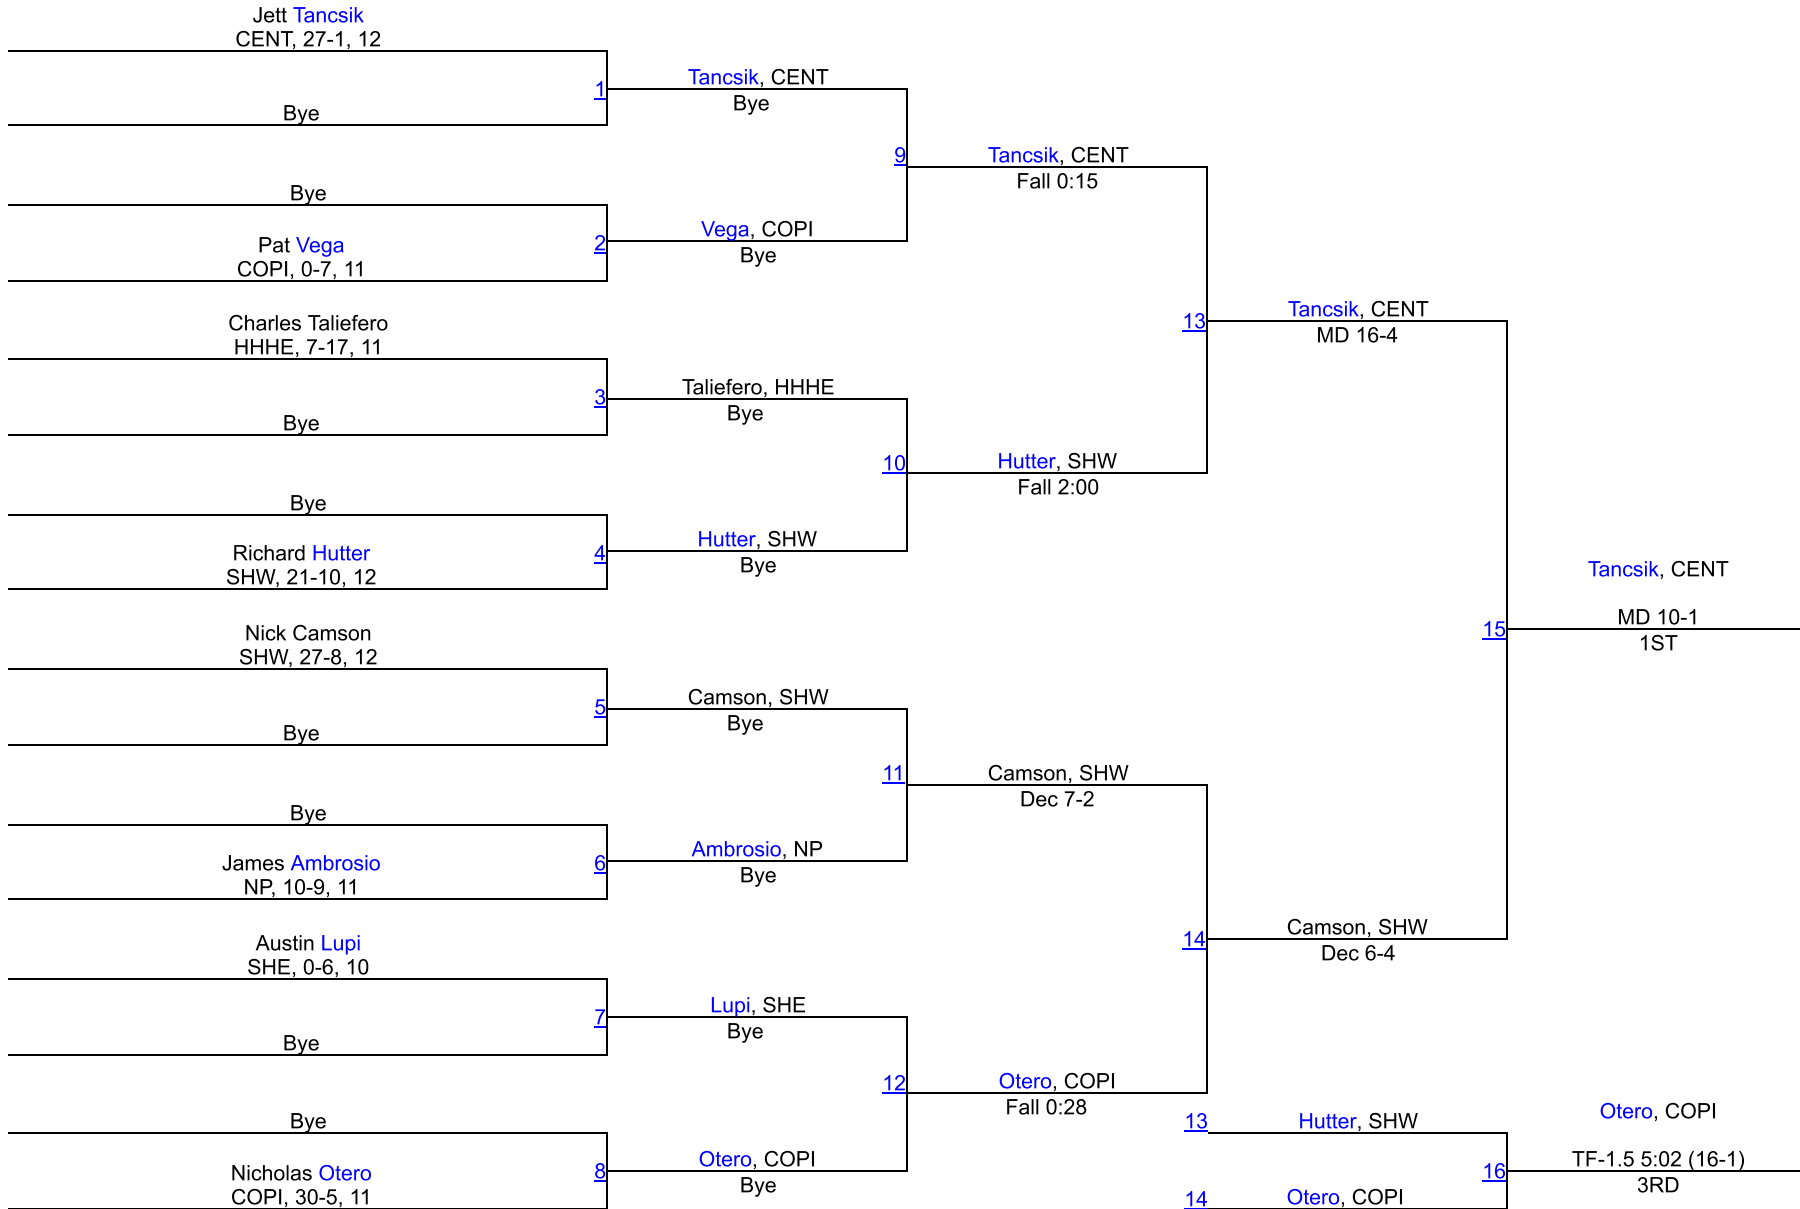 Jett Tancsik
CENT, 27-1, 12
Bye
1
Tancsik, CENT
Bye
Bye
Pat Vega
COPI, 0-7, 11
2
Vega, COPI
Bye
9
Tancsik, CENT
Fall 0:15
Charles Taliefero
HHHE, 7-17, 11
Bye
3
Taliefero, HHHE
Bye
Bye
Richard Hutter
SHW, 21-10, 12
4
Hutter, SHW
Bye
10
Hutter, SHW
Fall 2:00
13
Tancsik, CENT
MD 16-4
Nick Camson
SHW, 27-8, 12
Bye
5
Camson, SHW
Bye
Bye
James Ambrosio
NP, 10-9, 11
6
Ambrosio, NP
Bye
11
Camson, SHW
Dec 7-2
Austin Lupi
SHE, 0-6, 10
Bye
7
Lupi, SHE
Bye
Bye
Nicholas Otero
COPI, 30-5, 11
8
Otero, COPI
Bye
12
Otero, COPI
Fall 0:28
14
Camson, SHW
Dec 6-4
15
Tancsik, CENT
MD 10-1
1ST
13
Hutter, SHW
14
Otero, COPI
16
Otero, COPI
TF-1.5 5:02 (16-1)
3RD